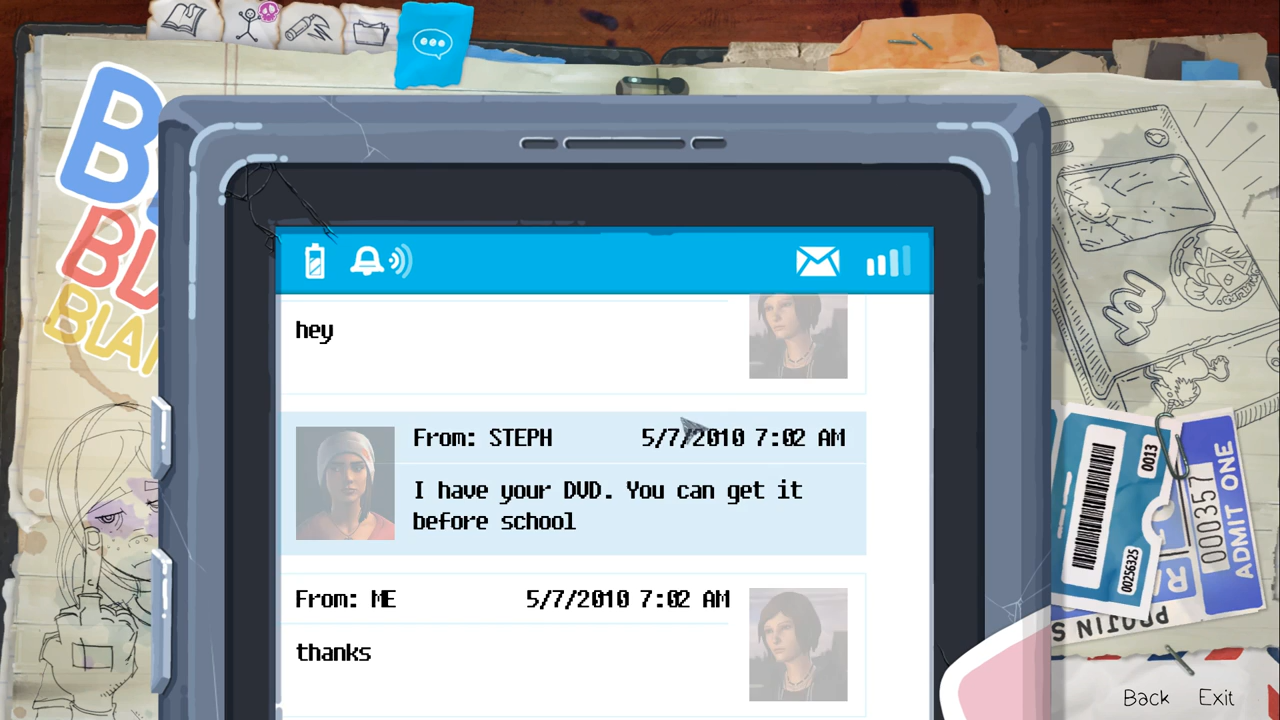 hey
From: STEPH 5/7/2010 7:02 AM
I have your DVD. You can get it
before school
From: ME 5/7/2010 7:02 AM
thanks
0013
00256325
000357
ADMIT ONE
Back Exit